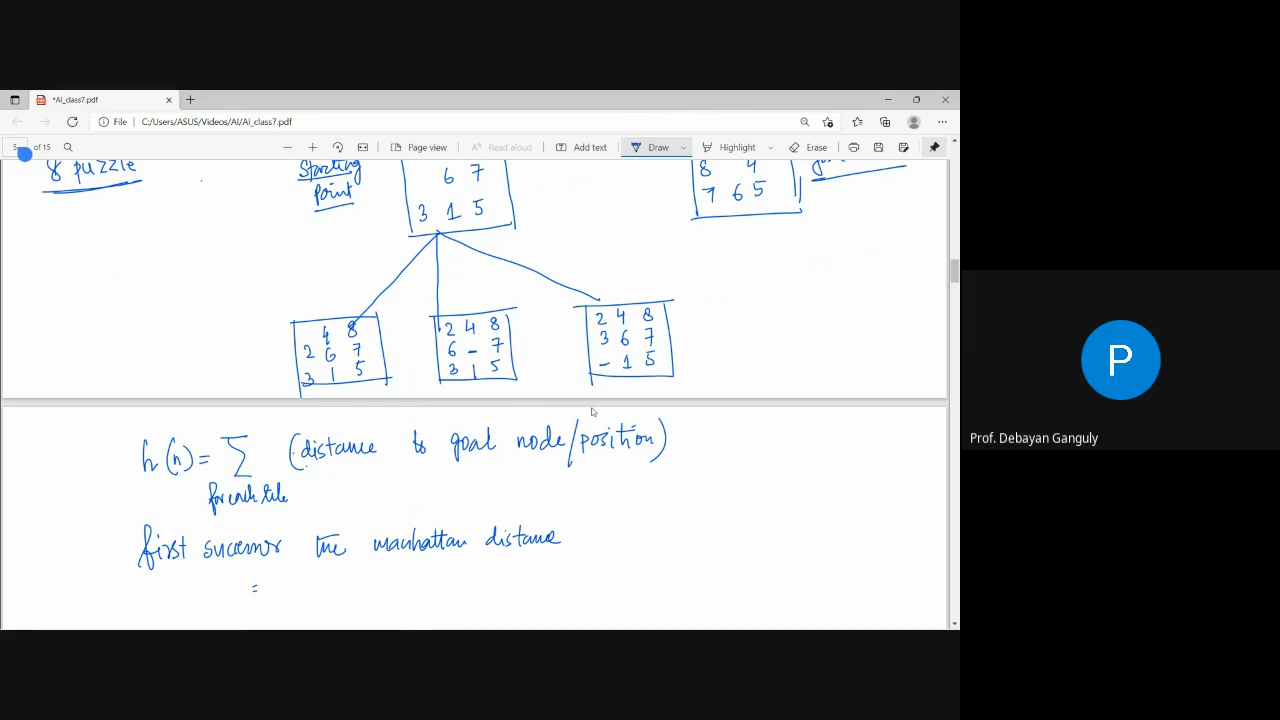 *AI_class7.pdf
File | C:/Users/ASUS/Videos/AI/AI_class7.pdf
5 of 15
Page view
Read aloud
Add text
Draw
Highlight
Erase
8 puzzle
Starting
Point
6 7
3 1 5
8 4
7 6 5
4 8
2 6 7
3 1 5
2 4 8
6 - 7
3 1 5
2 4 8
3 6 7
- 1 5
h(n) = Σ (distance to goal node/position)
for each tile
first successor the manhattan distance
=
P
Prof. Debayan Ganguly